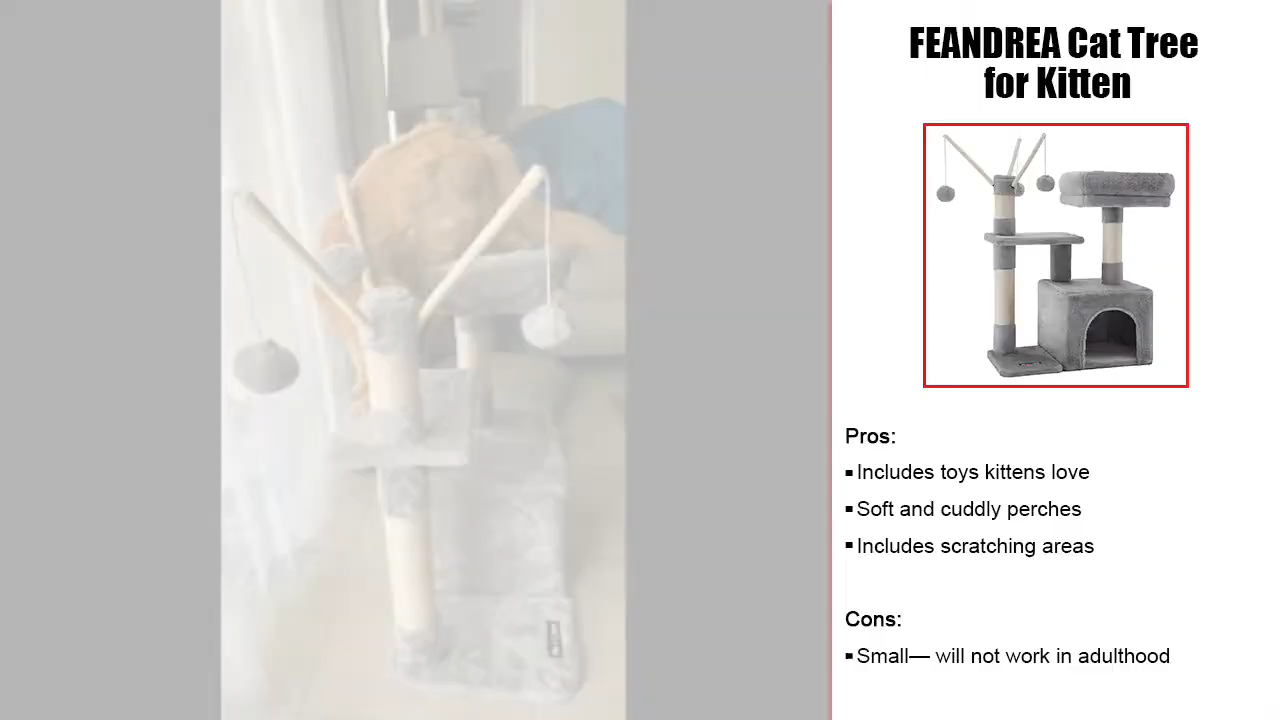 FEANDREA Cat Tree
for Kitten
Pros:
▪Includes toys kittens love
▪Soft and cuddly perches
▪Includes scratching areas
Cons:
▪Small— will not work in adulthood